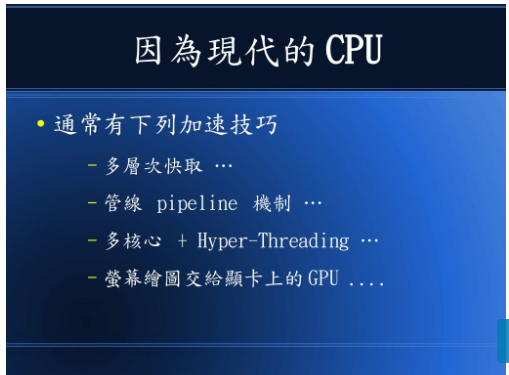 因為現代的 CPU
• 通常有下列加速技巧
– 多層次快取 …
– 管線 pipeline 機制 …
– 多核心 + Hyper-Threading …
– 螢幕繪圖交給顯卡上的 GPU ....